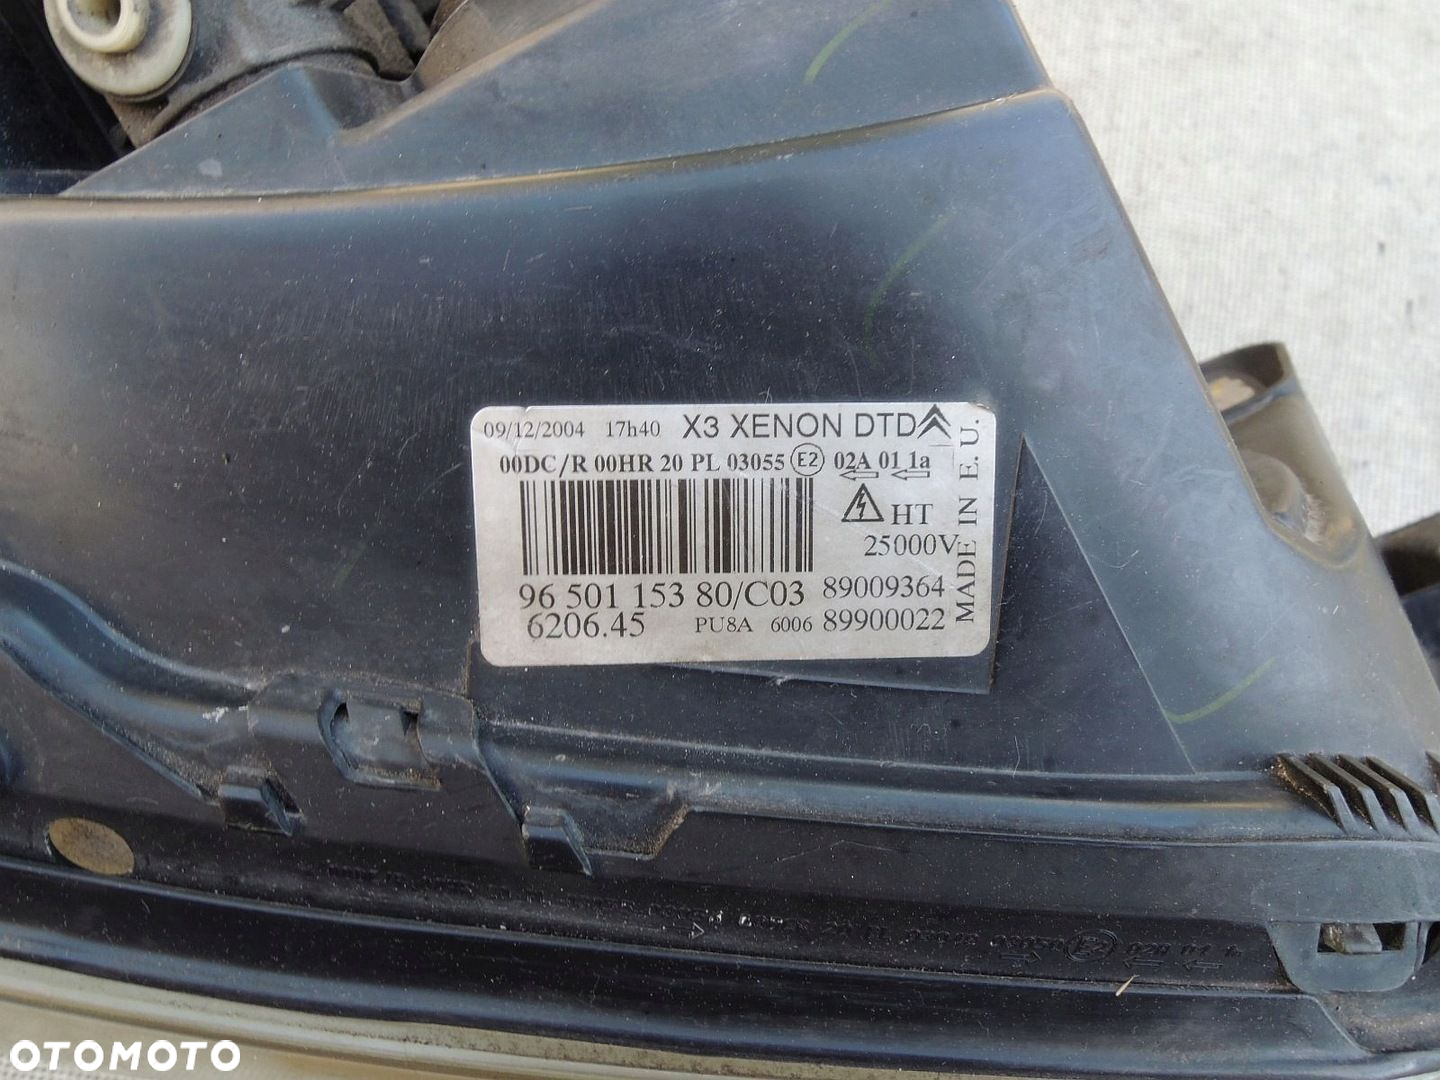 09/12/2004 17h40 X3 XENON DTD
00DC/R 00HR 20 PL 03055 E2 02A 01 1a
HT
25000V
96 501 153 80/C03 89009364
6206.45 PU8A 6006 89900022
MADE IN E. U.
OTOMOTO